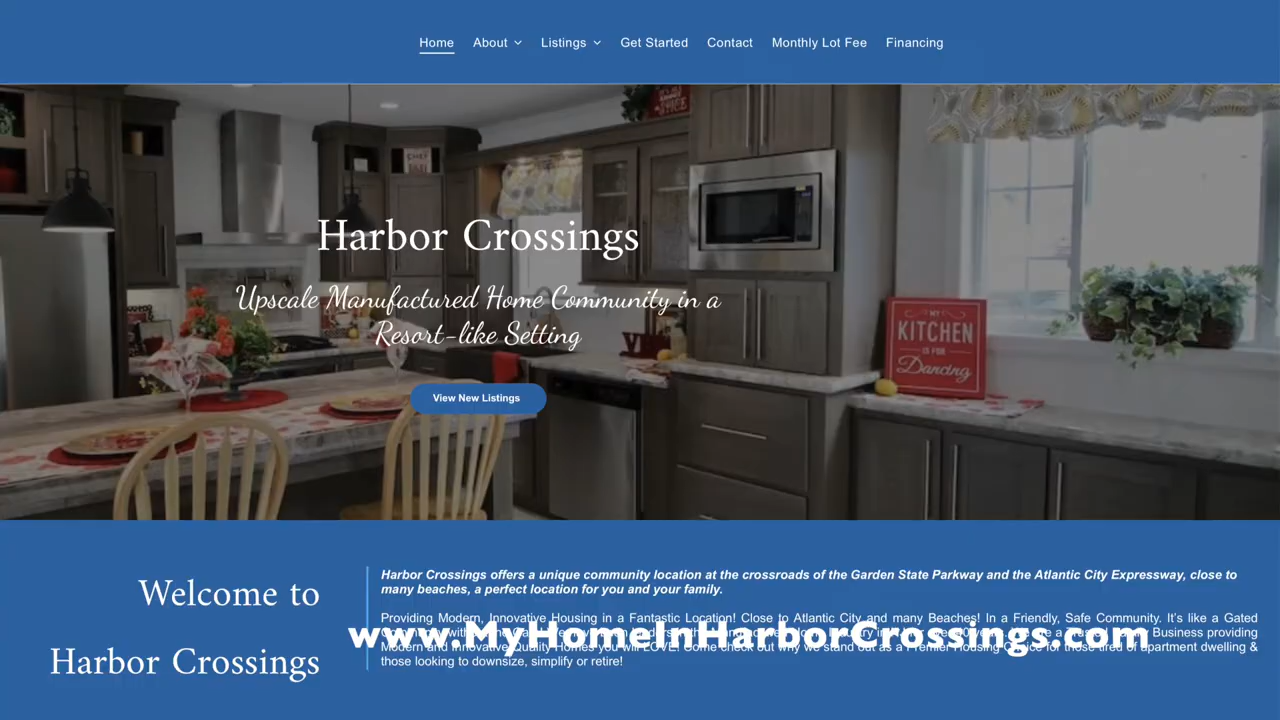 Home About Listings Get Started Contact Monthly Lot Fee Financing
MY
KITCHEN
IS FOR
Dancing
Harbor Crossings
Upscale Manufactured Home Community in a
Resort-like Setting
View New Listings
Welcome to
Harbor Crossings
Harbor Crossings offers a unique community location at the crossroads of the Garden State Parkway and the Atlantic City Expressway, close to
many beaches, a perfect location for you and your family.
Providing Modern, Innovative Housing in a Fantastic Location! Close to Atlantic City and many Beaches! In a Friendly, Safe Community. It's like a Gated
Business providing
Modern and Innovative Quality Homes you will LOVE! Come check out why we stand out as a Premier Housing Choice for those tired of apartment dwelling &
those looking to downsize, simplify or retire!
www.MyHomeInHarborCrossings.com